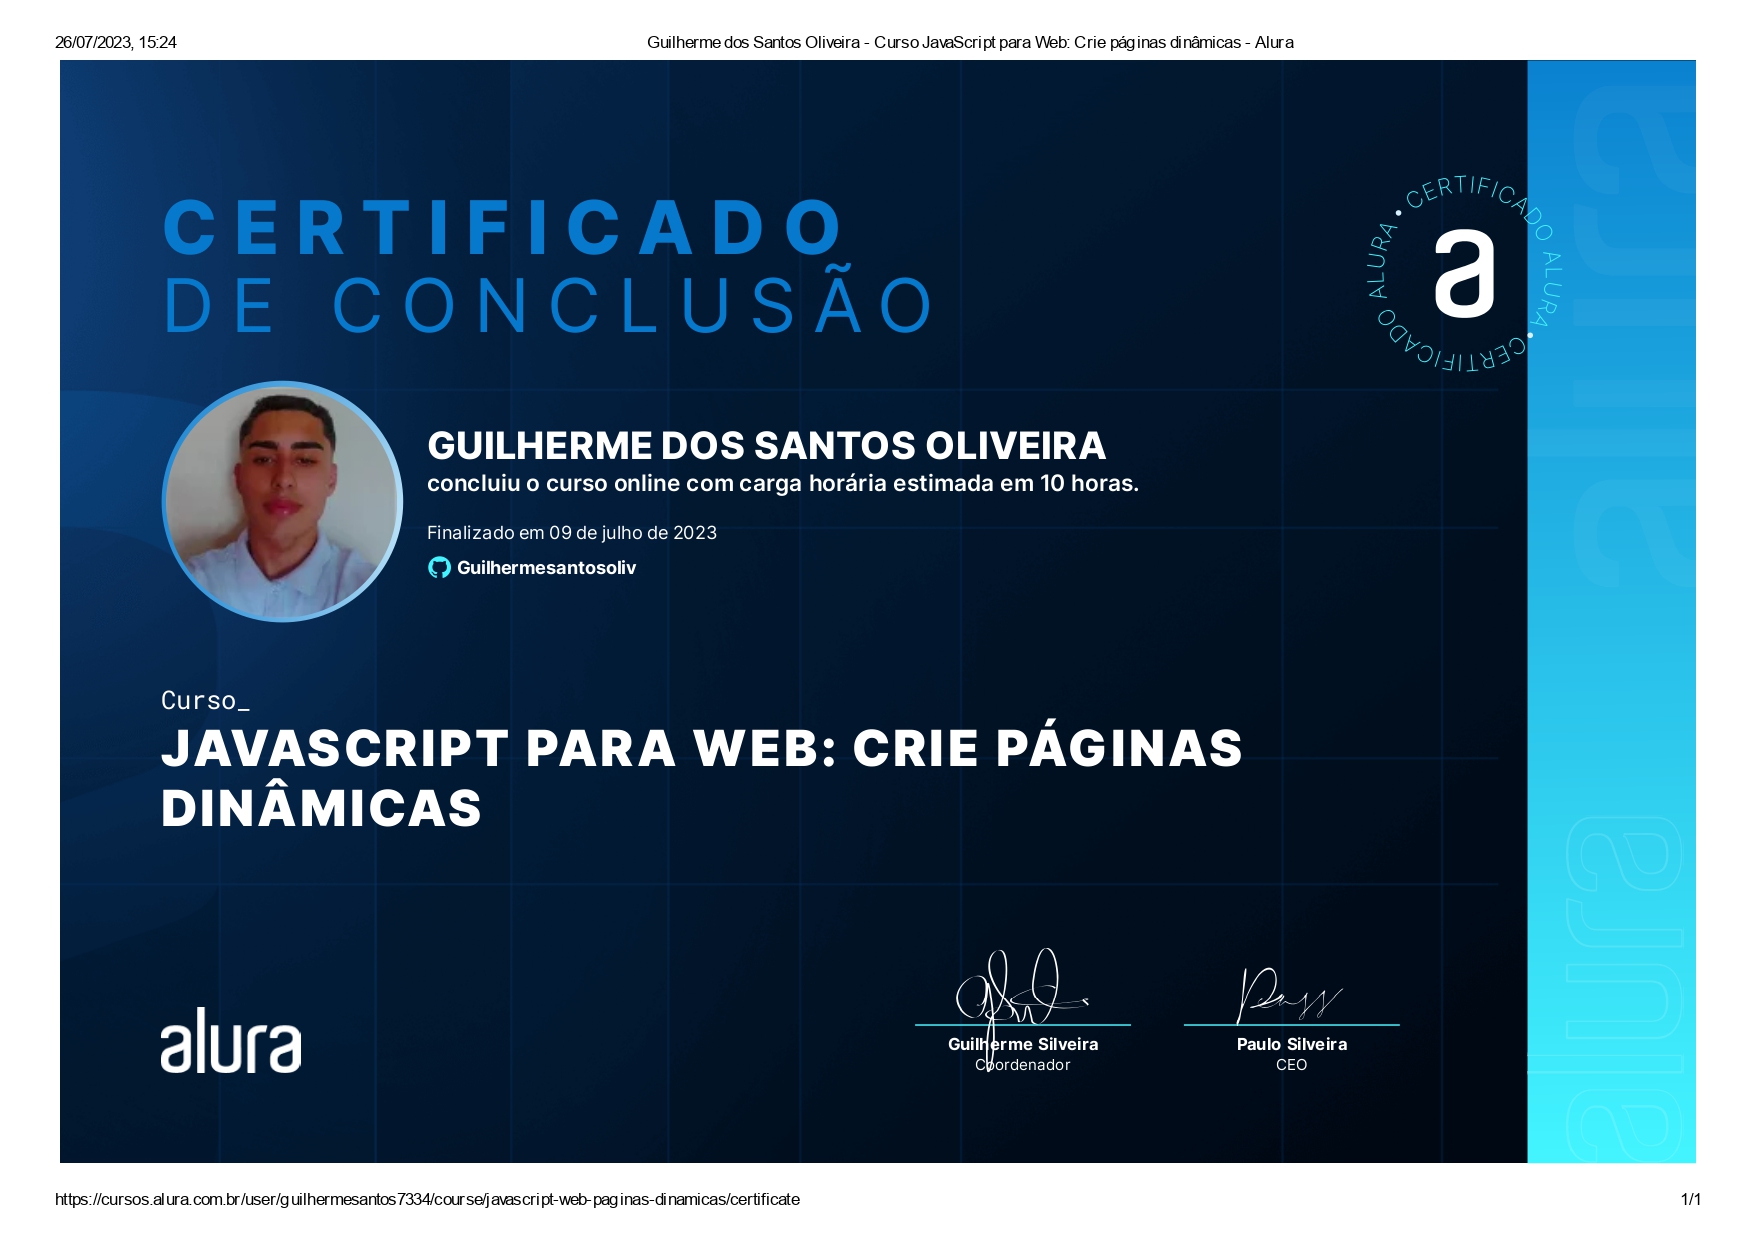 26/07/2023, 15:24
Guilherme dos Santos Oliveira - Curso JavaScript para Web: Crie páginas dinâmicas - Alura
CERTIFICADO
DE CONCLUSÃO
CERTIFICADO ALURA • CERTIFICADO ALURA •
a
alura
GUILHERME DOS SANTOS OLIVEIRA
concluiu o curso online com carga horária estimada em 10 horas.
Finalizado em 09 de julho de 2023
Guilhermesantosoliv
Curso_
JAVASCRIPT PARA WEB: CRIE PÁGINAS
DINÂMICAS
alura
alura
Guilherme Silveira
Coordenador
Paulo Silveira
CEO
https://cursos.alura.com.br/user/guilhermesantos7334/course/javascript-web-paginas-dinamicas/certificate
1/1